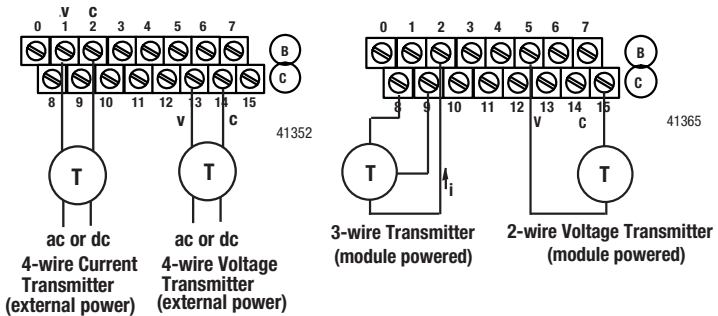 .V C
0 1 2 3 4 5 6 7
B
C
8 9 10 11 12 13 14 15
V C
41352
T T
ac or dc ac or dc
4-wire Current
Transmitter
(external power)
4-wire Voltage
Transmitter
(external power)
0 1 2 3 4 5 6 7
B
C
8 9 10 11 12 13 14 15
V C
41365
T T
i
3-wire Transmitter
(module powered)
2-wire Voltage Transmitter
(module powered)